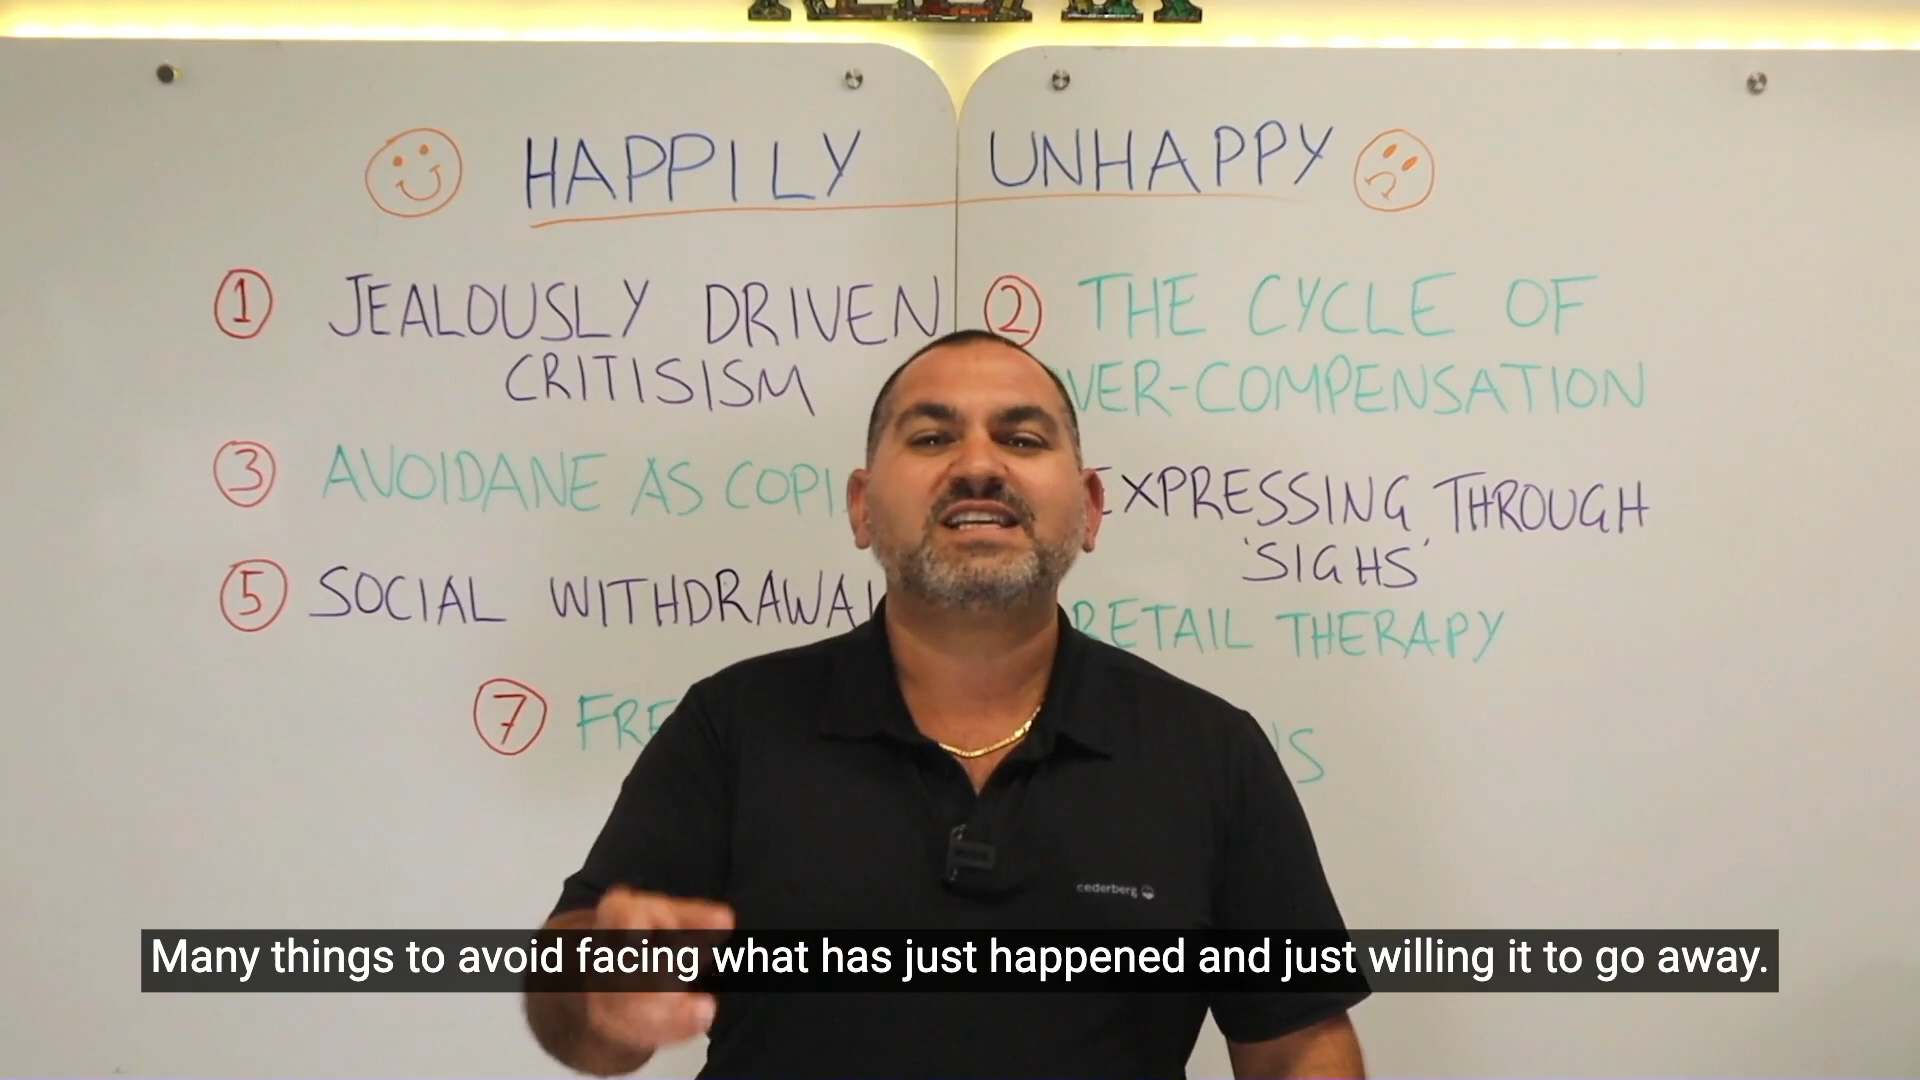 HAPPILY UNHAPPY
1 JEALOUSLY DRIVEN
CRITISISM
2 THE CYCLE OF
VER-COMPENSATION
3 AVOIDANE AS COPI
EXPRESSING THROUGH
'SIGHS'
5 SOCIAL WITHDRAWAL
RETAIL THERAPY
7 FRE
cederberg
Many things to avoid facing what has just happened and just willing it to go away.